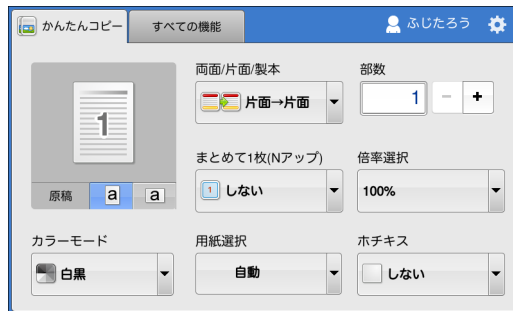 かんたんコピー
すべての機能
ふじたろう
両面/片面/製本
部数
片面→片面
1
－
+
1
まとめて1枚(Nアップ)
倍率選択
1
しない
100%
原稿
a
a
カラーモード
用紙選択
ホチキス
白黒
自動
しない